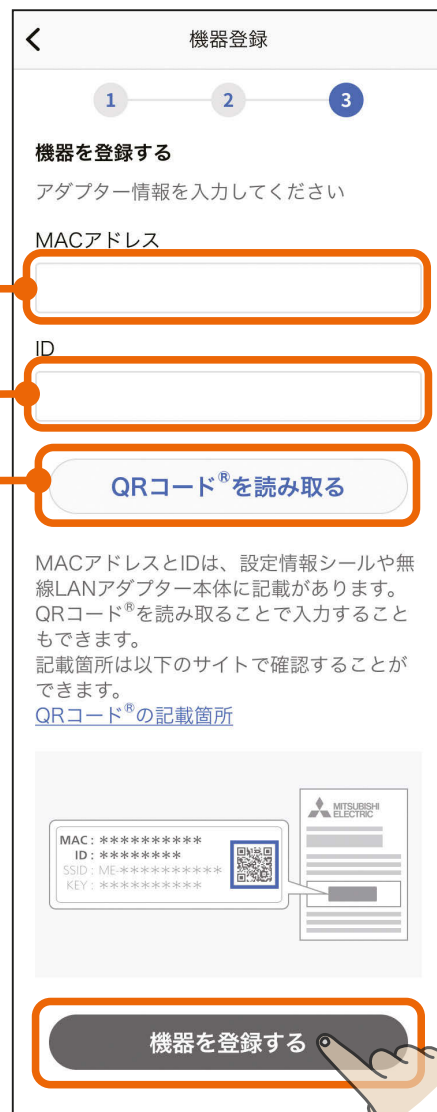 機器登録
1 2 3
機器を登録する
アダプター情報を入力してください
MACアドレス
ID
QRコード®を読み取る
MACアドレスとIDは、設定情報シールや無
線LANアダプター本体に記載があります。
QRコード®を読み取ることで入力すること
もできます。
記載箇所は以下のサイトで確認することが
できます。
QRコード®の記載箇所
MITSUBISHI
ELECTRIC
MAC : **********
ID : ********
SSID : ME-**********
KEY : **********
機器を登録する